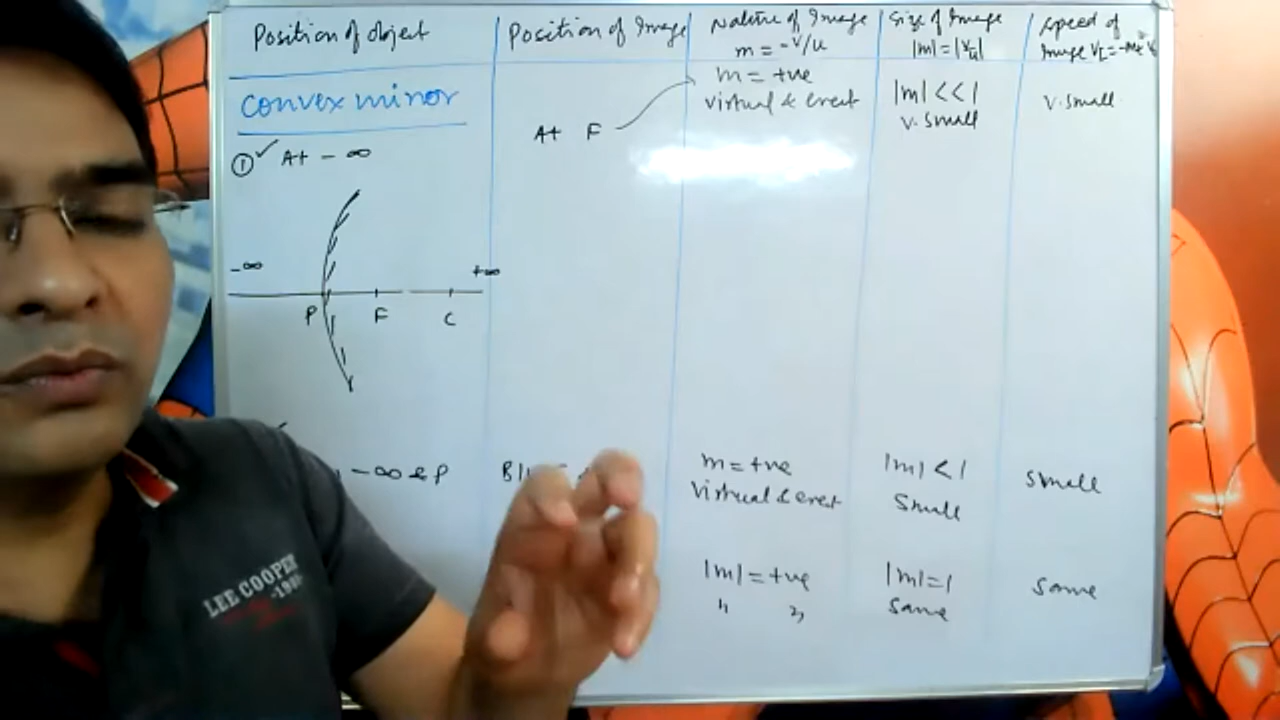 Position of object
Position of Image
Nature of Image
m = -v/u
Size of Image
|m| = |v/u|
Speed of
Image
convex mirror
① ✓ At - ∞
At F
m = +ve
virtual & erect
|m| << 1
v. small
v. small
-∞
+∞
P
F
C
-∞ & P
m = +ve
Virtual & erect
|m| < 1
Small
small
|m| = +ve
" "
|m| = 1
Same
Same
LEE COOPER